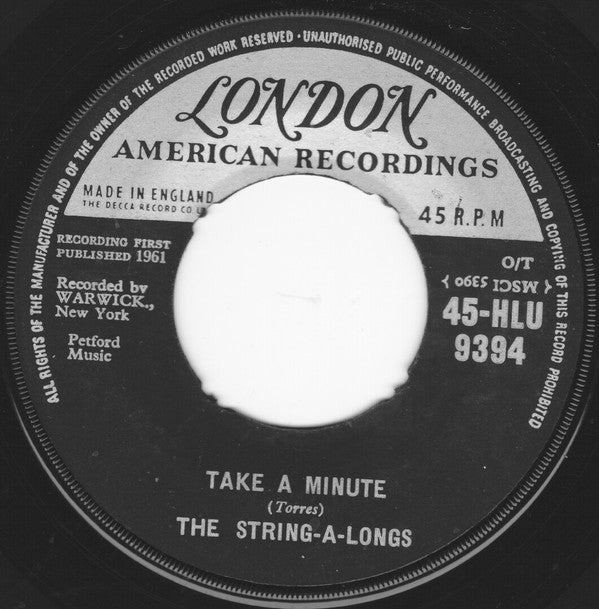 ALL RIGHTS OF THE MANUFACTURER AND OF THE OWNER OF THE RECORDED WORK RESERVED · UNAUTHORISED PUBLIC PERFORMANCE BROADCASTING AND COPYING OF THIS RECORD PROHIBITED
LONDON
AMERICAN RECORDINGS
MADE IN ENGLAND
THE DECCA RECORD CO
45 R.P.M
RECORDING FIRST
PUBLISHED 1961
O/T
Recorded by
WARWICK.,
New York
{ MSCI 5390 }
45-HLU
9394
Petford
Music
TAKE A MINUTE
(Torres)
THE STRING-A-LONGS